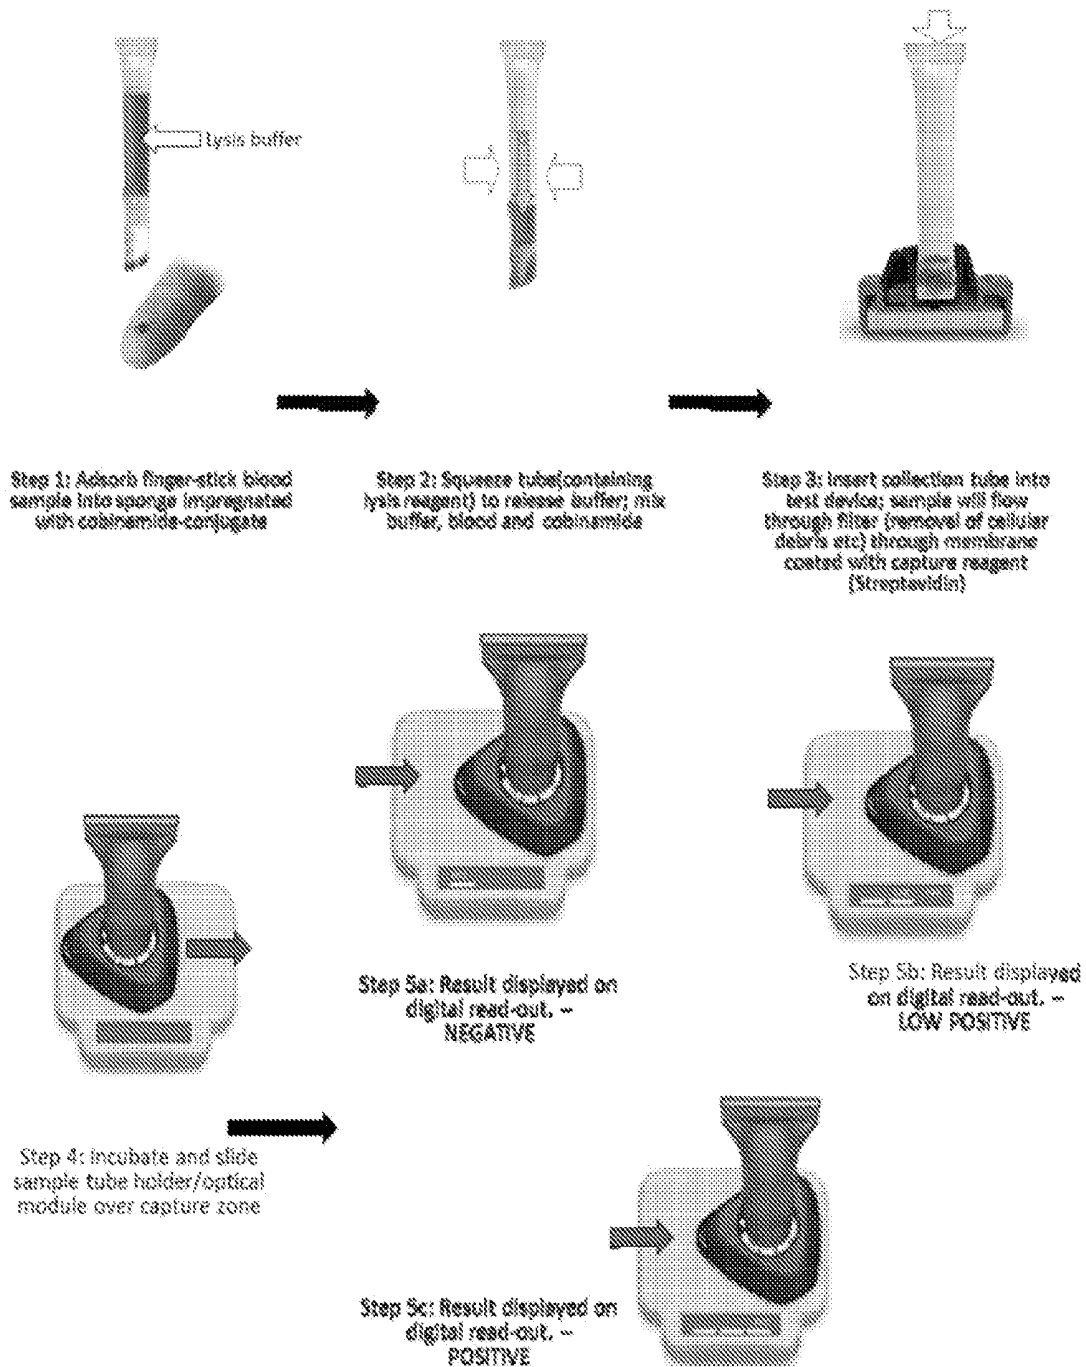 Lysis buffer
Step 1: Adsorb finger-stick blood
sample into sponge impregnated
with cobinamide-conjugate
Step 2: Squeeze tube(containing
lysis reagent) to release buffer; mix
buffer, blood and cobinamide
Step 3: Insert collection tube into
test device; sample will flow
through filter (removal of cellular
debris etc) through membrane
coated with capture reagent
(Streptavidin)
Step 4: Incubate and slide
sample tube holder/optical
module over capture zone
Step 5a: Result displayed on
digital read-out. –
NEGATIVE
Step 5b: Result displayed
on digital read-out. –
LOW POSITIVE
Step 5c: Result displayed on
digital read-out. –
POSITIVE